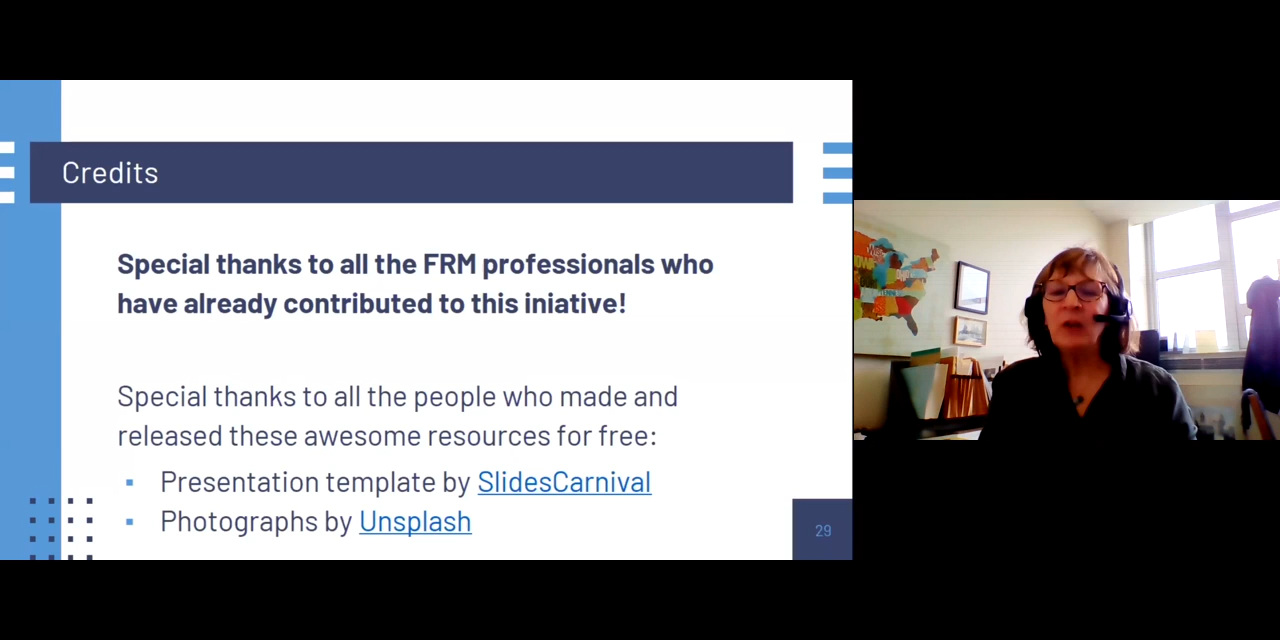 Credits
Special thanks to all the FRM professionals who
have already contributed to this iniative!
Special thanks to all the people who made and
released these awesome resources for free:
▪ Presentation template by SlidesCarnival
▪ Photographs by Unsplash
29